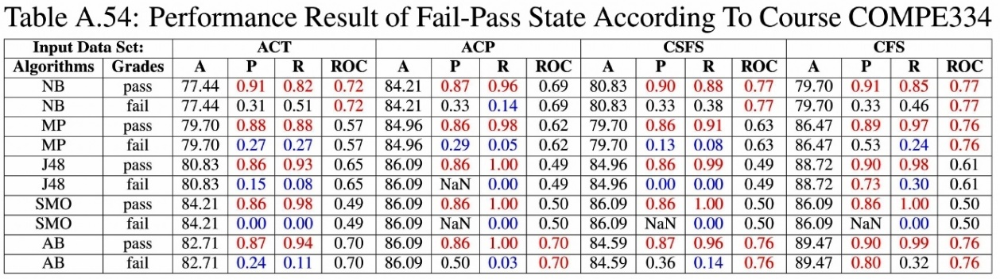 Table A.54: Performance Result of Fail-Pass State According To Course COMPE334
Input Data Set: ACT ACP CSFS CFS
Algorithms Grades A P R ROC A P R ROC A P R ROC A P R ROC
NB pass 77.44 0.91 0.82 0.72 84.21 0.87 0.96 0.69 80.83 0.90 0.88 0.77 79.70 0.91 0.85 0.77
NB fail 77.44 0.31 0.51 0.72 84.21 0.33 0.14 0.69 80.83 0.33 0.38 0.77 79.70 0.33 0.46 0.77
MP pass 79.70 0.88 0.88 0.57 84.96 0.86 0.98 0.62 79.70 0.86 0.91 0.63 86.47 0.89 0.97 0.76
MP fail 79.70 0.27 0.27 0.57 84.96 0.29 0.05 0.62 79.70 0.13 0.08 0.63 86.47 0.53 0.24 0.76
J48 pass 80.83 0.86 0.93 0.65 86.09 0.86 1.00 0.49 84.96 0.86 0.99 0.49 88.72 0.90 0.98 0.61
J48 fail 80.83 0.15 0.08 0.65 86.09 NaN 0.00 0.49 84.96 0.00 0.00 0.49 88.72 0.73 0.30 0.61
SMO pass 84.21 0.86 0.98 0.49 86.09 0.86 1.00 0.50 86.09 0.86 1.00 0.50 86.09 0.86 1.00 0.50
SMO fail 84.21 0.00 0.00 0.49 86.09 NaN 0.00 0.50 86.09 NaN 0.00 0.50 86.09 NaN 0.00 0.50
AB pass 82.71 0.87 0.94 0.70 86.09 0.86 1.00 0.70 84.59 0.87 0.96 0.76 89.47 0.90 0.99 0.76
AB fail 82.71 0.24 0.11 0.70 86.09 0.50 0.03 0.70 84.59 0.36 0.14 0.76 89.47 0.80 0.32 0.76